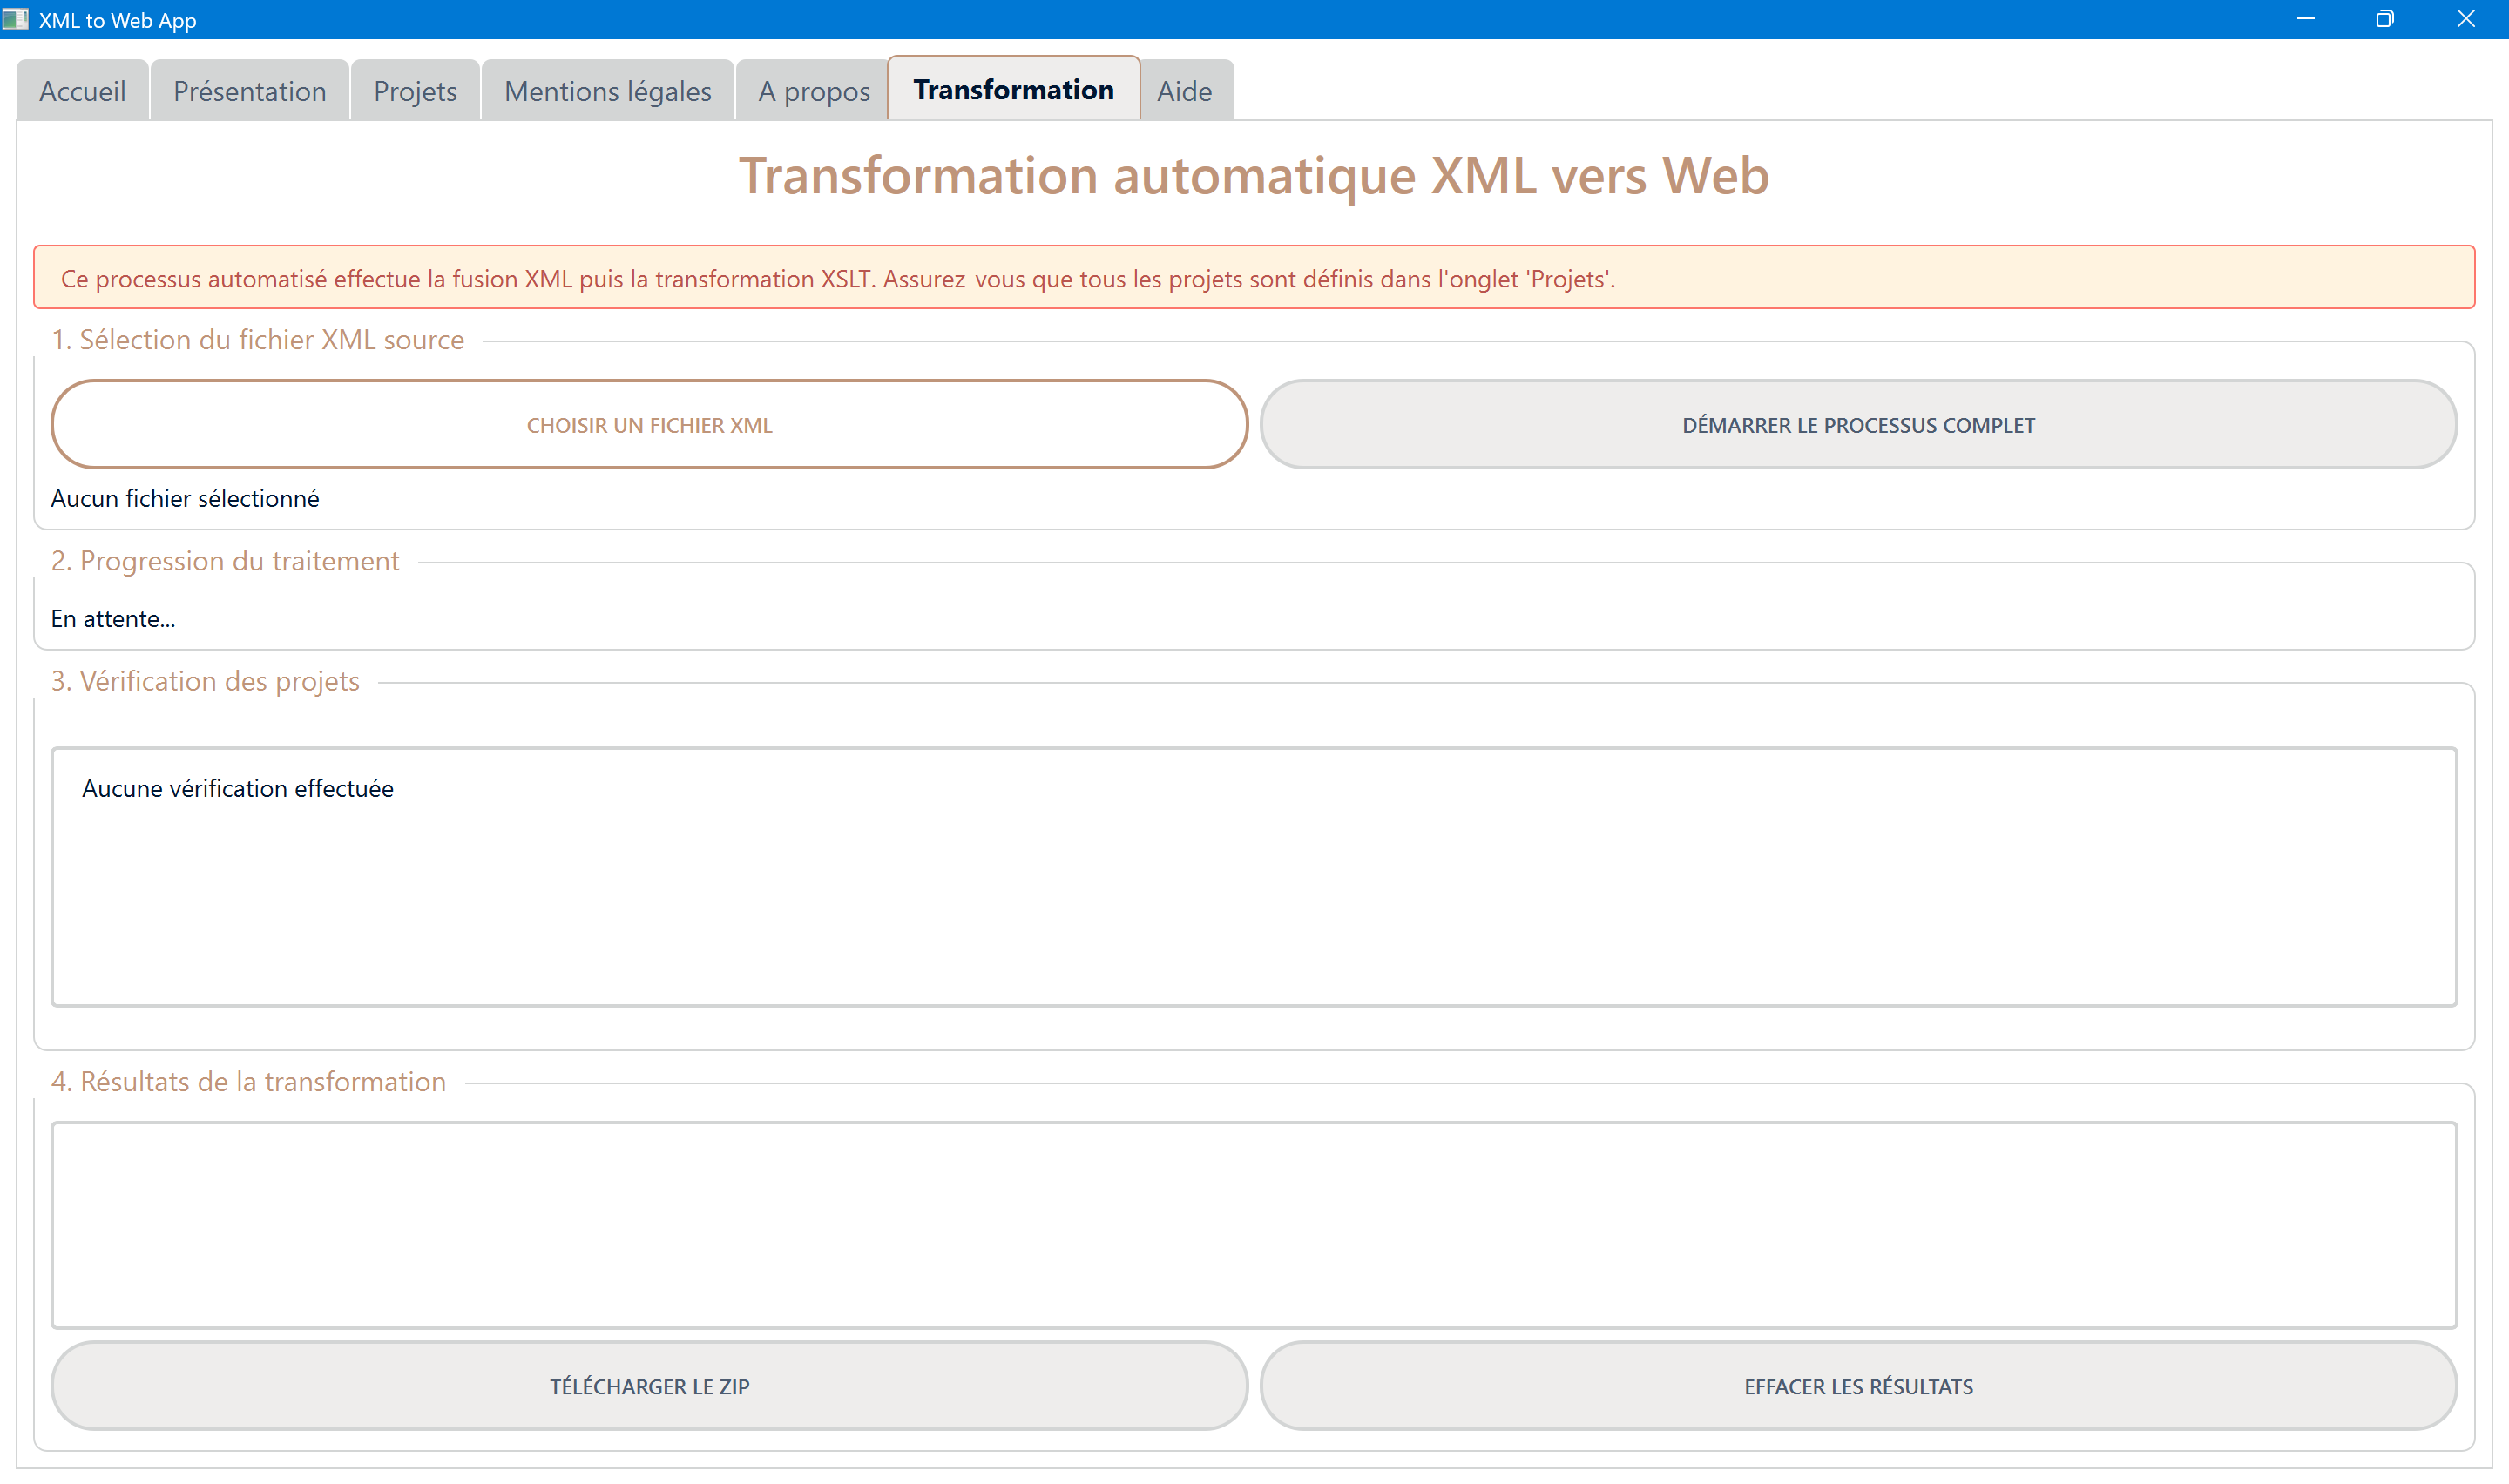 XML to Web App
Accueil Présentation Projets Mentions légales A propos Transformation Aide
Transformation automatique XML vers Web
Ce processus automatisé effectue la fusion XML puis la transformation XSLT. Assurez-vous que tous les projets sont définis dans l'onglet 'Projets'.
1. Sélection du fichier XML source
CHOISIR UN FICHIER XML DÉMARRER LE PROCESSUS COMPLET
Aucun fichier sélectionné
2. Progression du traitement
En attente...
3. Vérification des projets
Aucune vérification effectuée
4. Résultats de la transformation
TÉLÉCHARGER LE ZIP EFFACER LES RÉSULTATS